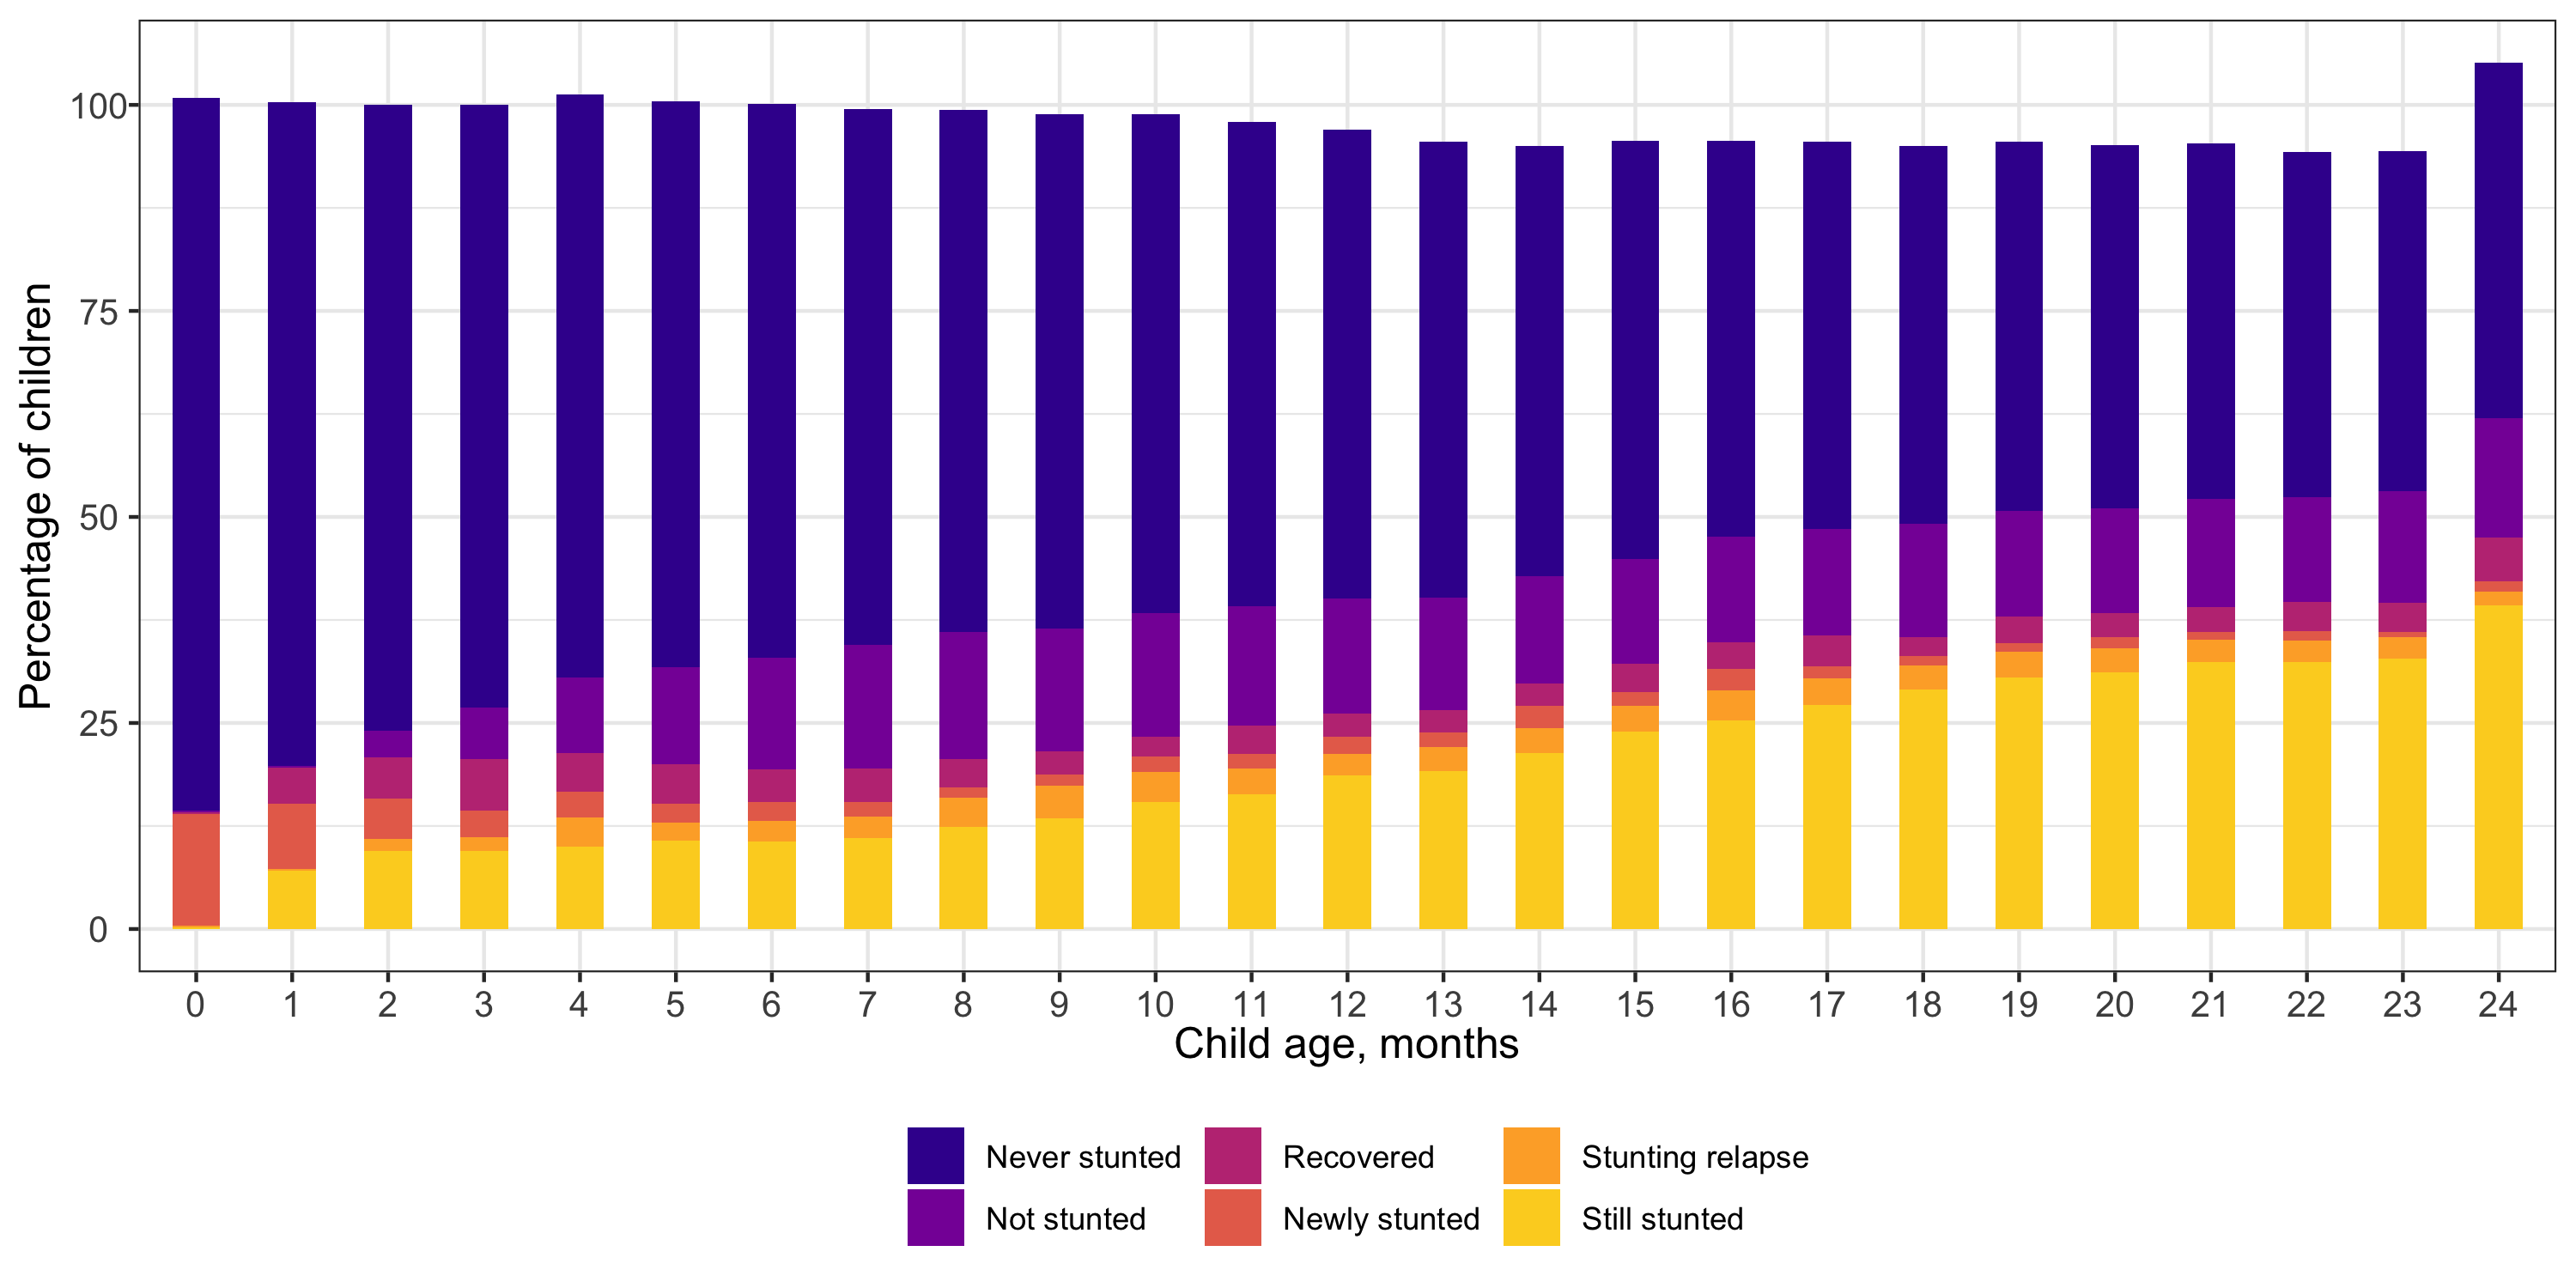 Percentage of children
100
75
50
25
0
0 1 2 3 4 5 6 7 8 9 10 11 12 13 14 15 16 17 18 19 20 21 22 23 24
Child age, months
Never stunted Recovered Stunting relapse
Not stunted Newly stunted Still stunted